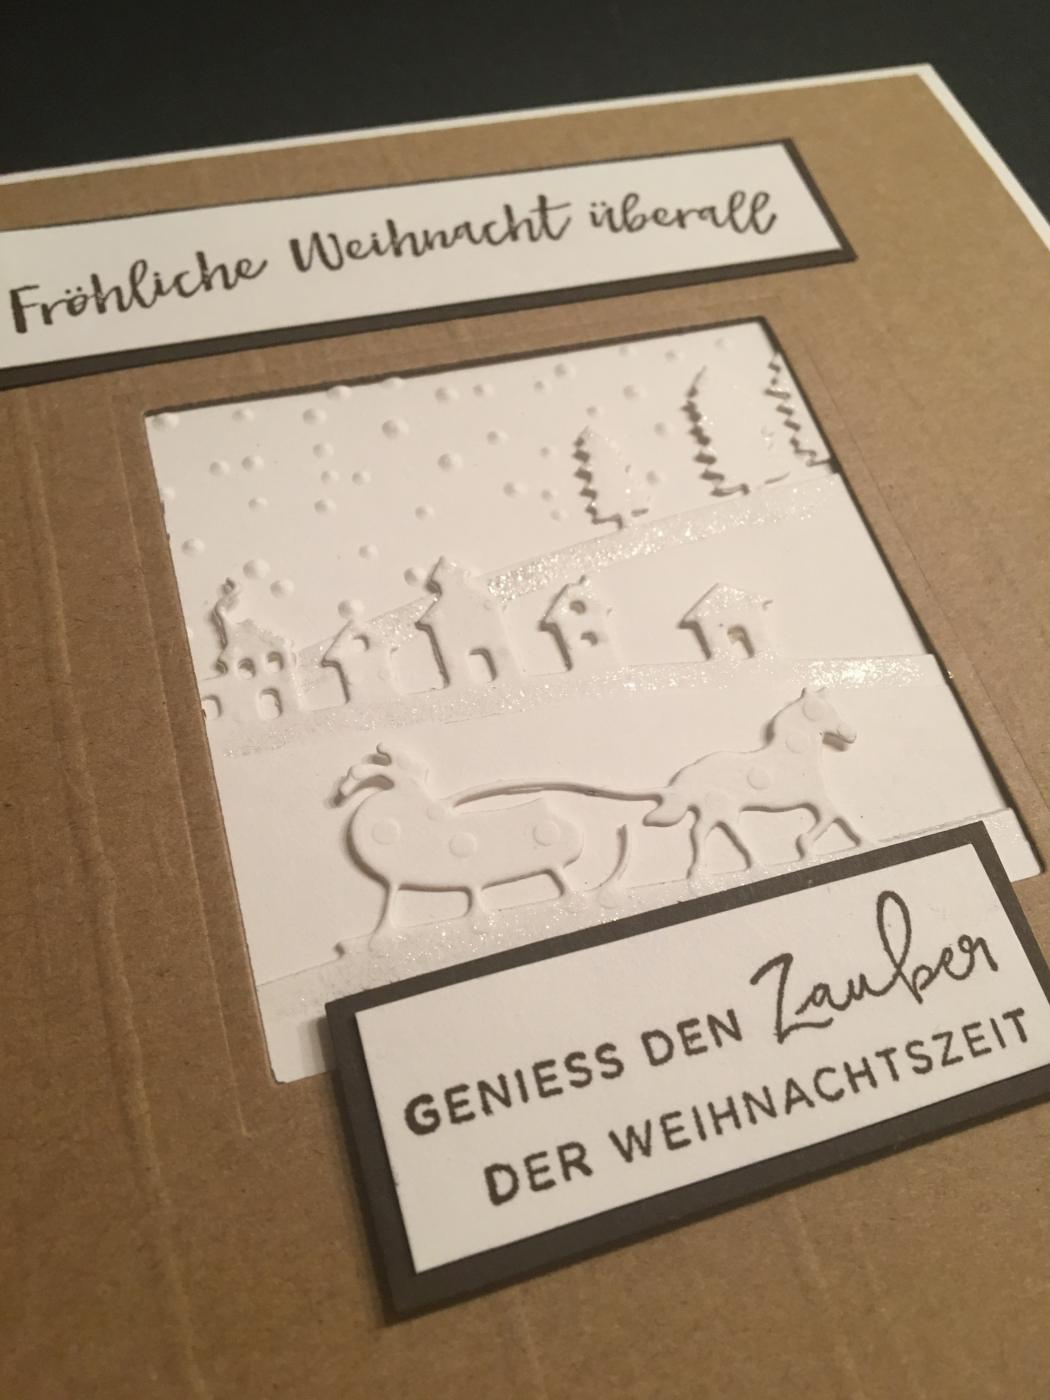 Fröhliche Weihnacht überall
GENIESS DEN Zauber
DER WEIHNACHTSZEIT